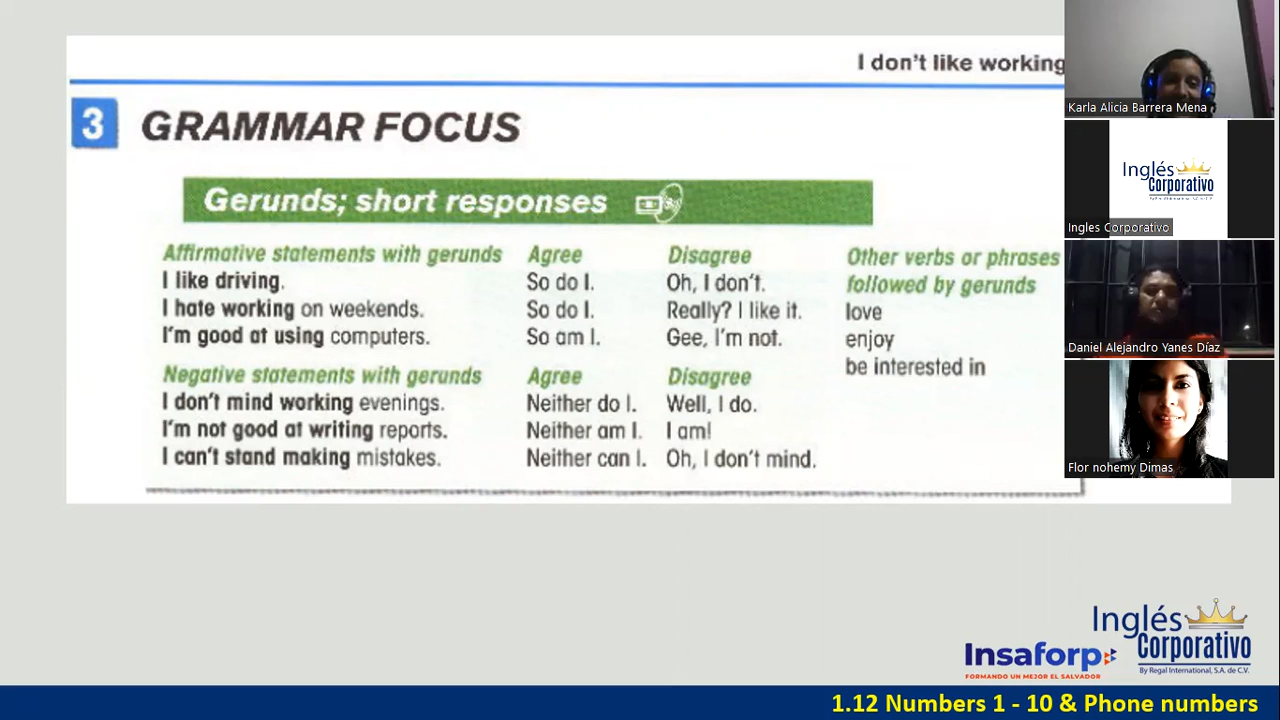 I don't like working
3 GRAMMAR FOCUS
Gerunds; short responses
Affirmative statements with gerunds Agree Disagree
I like driving. So do I. Oh, I don't.
I hate working on weekends. So do I. Really? I like it.
I'm good at using computers. So am I. Gee, I'm not.
Negative statements with gerunds Agree Disagree
I don't mind working evenings. Neither do I. Well, I do.
I'm not good at writing reports. Neither am I. I am!
I can't stand making mistakes. Neither can I. Oh, I don't mind.
Other verbs or phrases
followed by gerunds
love
enjoy
be interested in
Karla Alicia Barrera Mena
Inglés
Corporativo
Ingles Corporativo
Daniel Alejandro Yanes Díaz
Flor nohemy Dimas
Insaforp
FORMANDO UN MEJOR EL SALVADOR
Inglés
Corporativo
By Regal International, S.A. de C.V.
1.12 Numbers 1 - 10 & Phone numbers